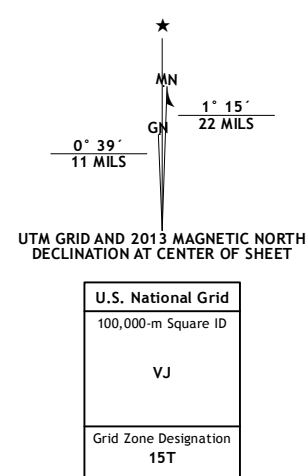 ★
MN
1° 15´
22 MILS
GN
0° 39´
11 MILS
UTM GRID AND 2013 MAGNETIC NORTH
DECLINATION AT CENTER OF SHEET
U.S. National Grid
100,000-m Square ID
VJ
Grid Zone Designation
15T